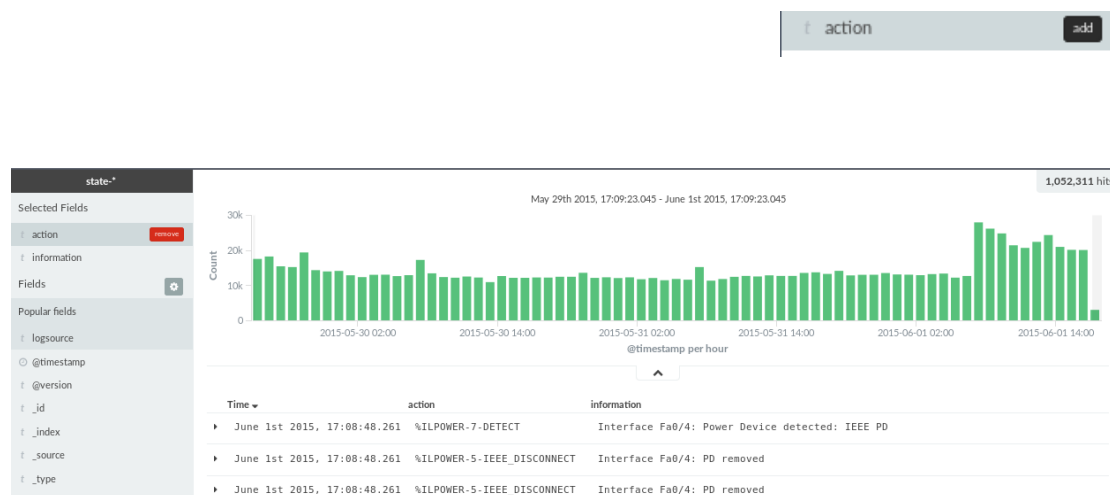 t action add
state-*
1,052,311 hits
Selected Fields
May 29th 2015, 17:09:23.045 - June 1st 2015, 17:09:23.045
t action remove
t information
Fields
Popular fields
t logsource
@timestamp
t @version
t _id
t _index
t _source
t _type
Count
30k
20k
10k
0
2015-05-30 02:00 2015-05-30 14:00 2015-05-31 02:00 2015-05-31 14:00 2015-06-01 02:00 2015-06-01 14:00
@timestamp per hour
Time action information
June 1st 2015, 17:08:48.261 %ILPOWER-7-DETECT Interface Fa0/4: Power Device detected: IEEE PD
June 1st 2015, 17:08:48.261 %ILPOWER-5-IEEE_DISCONNECT Interface Fa0/4: PD removed
June 1st 2015, 17:08:48.261 %ILPOWER-5-IEEE_DISCONNECT Interface Fa0/4: PD removed